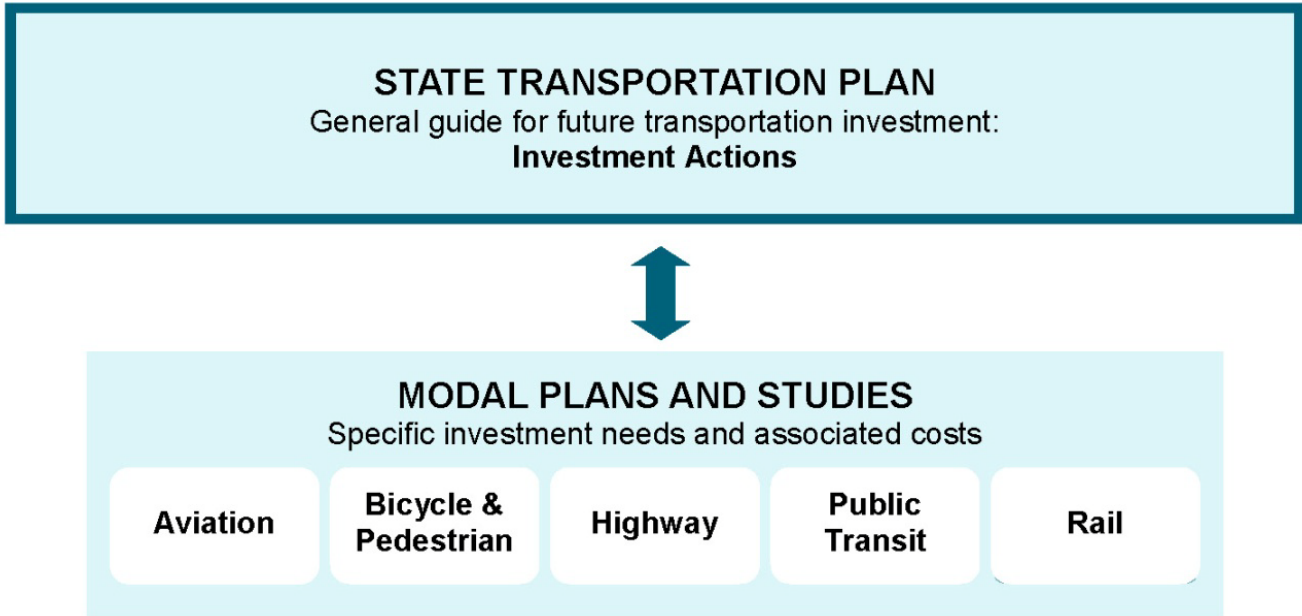 STATE TRANSPORTATION PLAN
General guide for future transportation investment:
Investment Actions
MODAL PLANS AND STUDIES
Specific investment needs and associated costs
Aviation
Bicycle &
Pedestrian
Highway
Public
Transit
Rail